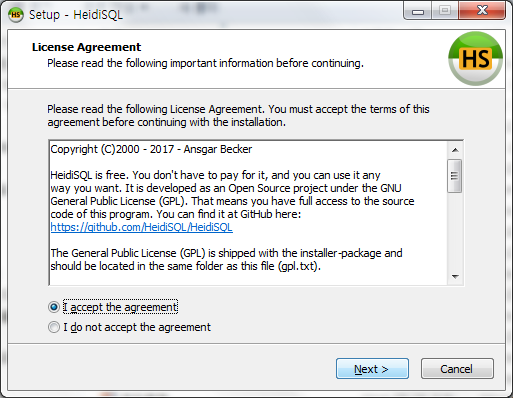 Setup - HeidiSQL
License Agreement
Please read the following important information before continuing.
HS
Please read the following License Agreement. You must accept the terms of this
agreement before continuing with the installation.
Copyright (C)2000 - 2017 - Ansgar Becker
HeidiSQL is free. You don't have to pay for it, and you can use it any
way you want. It is developed as an Open Source project under the GNU
General Public License (GPL). That means you have full access to the source
code of this program. You can find it at GitHub here:
https://github.com/HeidiSQL/HeidiSQL
The General Public License (GPL) is shipped with the installer-package and
should be located in the same folder as this file (gpl.txt).
I accept the agreement
I do not accept the agreement
Next >
Cancel